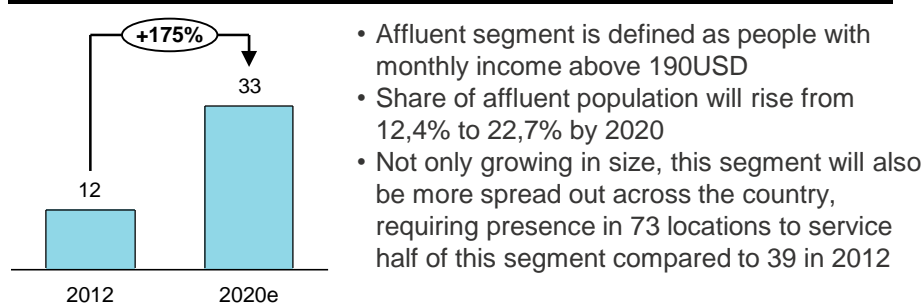 +175%
33
12
2012
2020e
• Affluent segment is defined as people with
monthly income above 190USD
• Share of affluent population will rise from
12,4% to 22,7% by 2020
• Not only growing in size, this segment will also
be more spread out across the country,
requiring presence in 73 locations to service
half of this segment compared to 39 in 2012